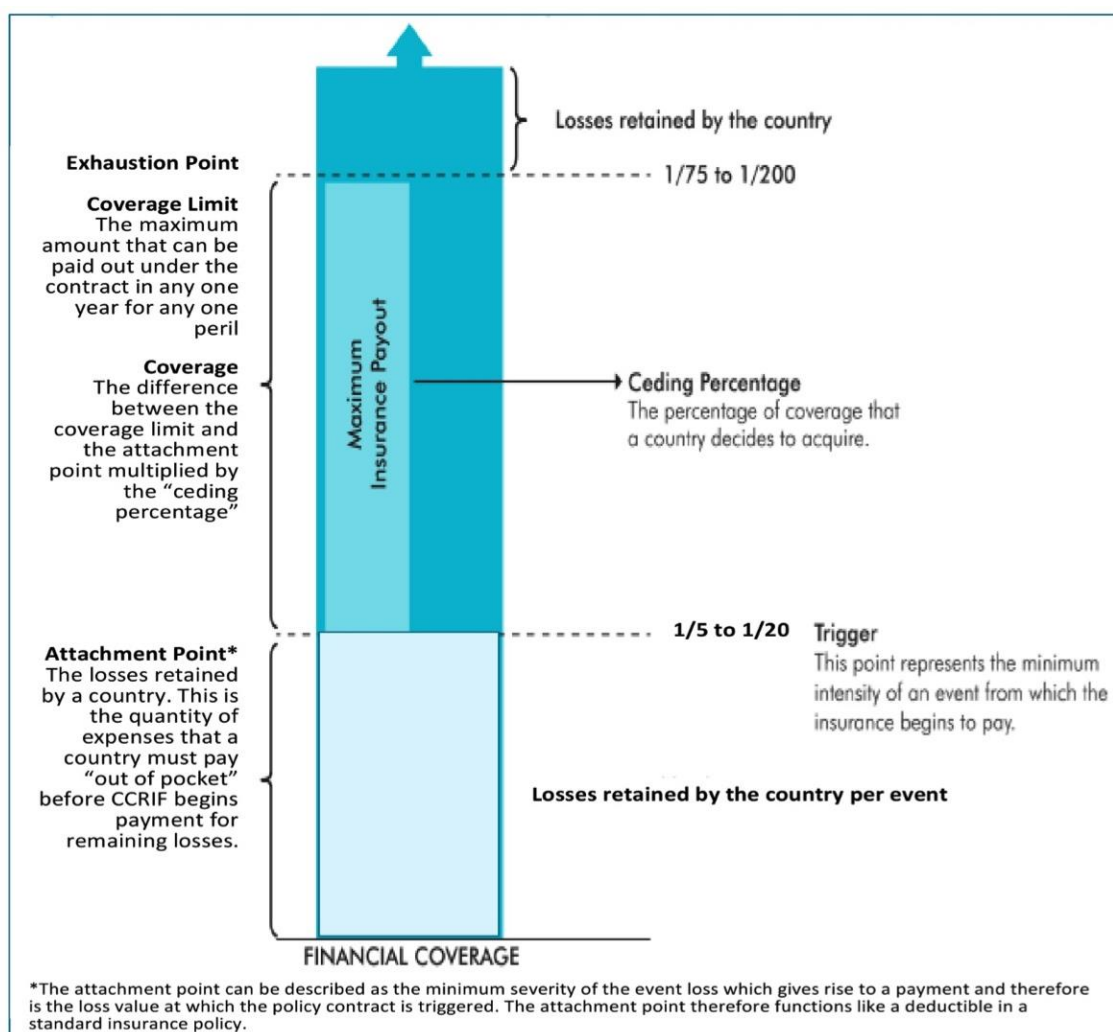 Losses retained by the country
Exhaustion Point
1/75 to 1/200
Coverage Limit
The maximum
amount that can be
paid out under the
contract in any one
year for any one
peril
Coverage
The difference
between the
coverage limit and
the attachment
point multiplied by
the “ceding
percentage”
Maximum
Insurance Payout
Ceding Percentage
The percentage of coverage that
a country decides to acquire.
1/5 to 1/20
Trigger
This point represents the minimum
intensity of an event from which the
insurance begins to pay.
Attachment Point*
The losses retained
by a country. This is
the quantity of
expenses that a
country must pay
“out of pocket”
before CCRIF begins
payment for
remaining losses.
Losses retained by the country per event
FINANCIAL COVERAGE
*The attachment point can be described as the minimum severity of the event loss which gives rise to a payment and therefore
is the loss value at which the policy contract is triggered. The attachment point therefore functions like a deductible in a
standard insurance policy.